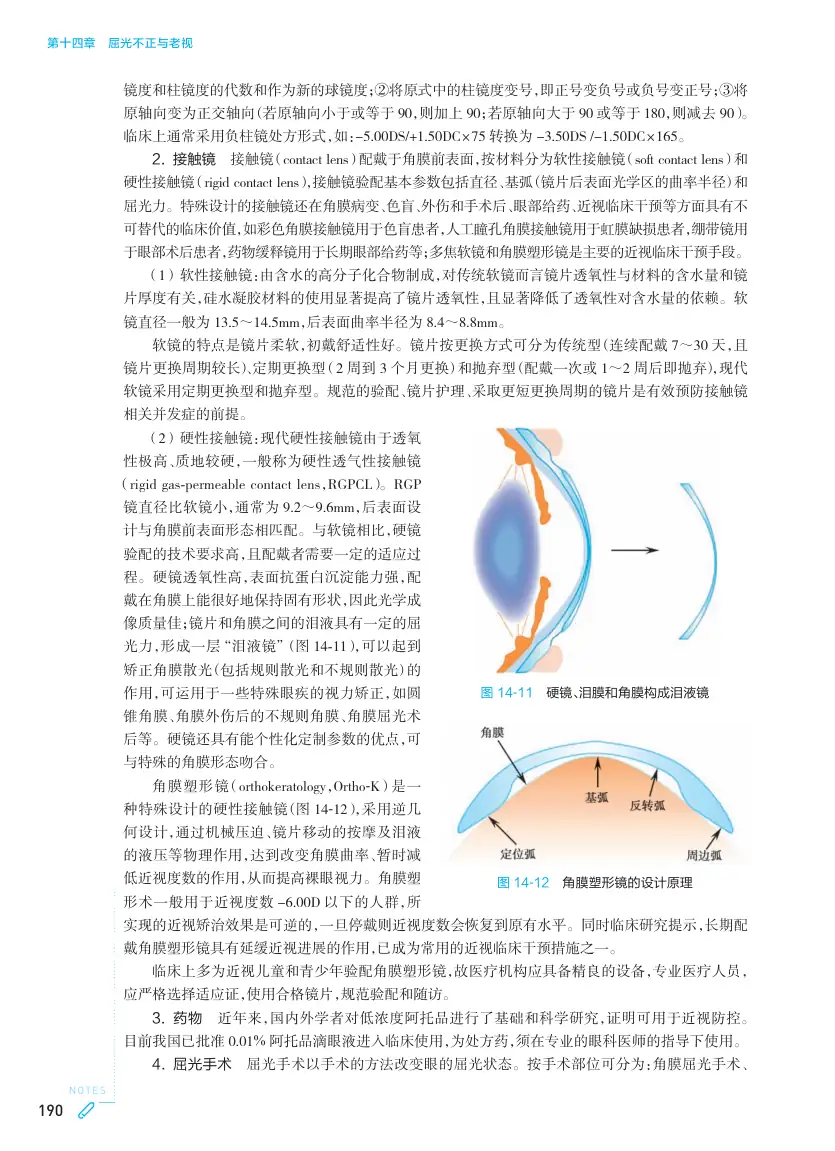 第十四章 屈光不正与老视
镜度和柱镜度的代数和作为新的球镜度;②将原式中的柱镜度变号,即正号变负号或负号变正号;③将
原轴向变为正交轴向(若原轴向小于或等于 90,则加上 90;若原轴向大于 90 或等于 180,则减去 90)。
临床上通常采用负柱镜处方形式,如:–5.00DS/+1.50DC×75 转换为 –3.50DS /–1.50DC×165。
2. 接触镜 接触镜(contact lens)配戴于角膜前表面,按材料分为软性接触镜(soft contact lens)和
硬性接触镜(rigid contact lens),接触镜验配基本参数包括直径、基弧(镜片后表面光学区的曲率半径)和
屈光力。特殊设计的接触镜还在角膜病变、色盲、外伤和手术后、眼部给药、近视临床干预等方面具有不
可替代的临床价值,如彩色角膜接触镜用于色盲患者,人工瞳孔角膜接触镜用于虹膜缺损患者,绷带镜用
于眼部术后患者,药物缓释镜用于长期眼部给药等;多焦软镜和角膜塑形镜是主要的近视临床干预手段。
(1)软性接触镜:由含水的高分子化合物制成,对传统软镜而言镜片透氧性与材料的含水量和镜
片厚度有关,硅水凝胶材料的使用显著提高了镜片透氧性,且显著降低了透氧性对含水量的依赖。软
镜直径一般为 13.5～14.5mm,后表面曲率半径为 8.4～8.8mm。
软镜的特点是镜片柔软,初戴舒适性好。镜片按更换方式可分为传统型(连续配戴 7～30 天,且
镜片更换周期较长)、定期更换型(2 周到 3 个月更换)和抛弃型(配戴一次或 1～2 周后即抛弃),现代
软镜采用定期更换型和抛弃型。规范的验配、镜片护理、采取更短更换周期的镜片是有效预防接触镜
相关并发症的前提。
(2)硬性接触镜:现代硬性接触镜由于透氧
性极高、质地较硬,一般称为硬性透气性接触镜
(rigid gas-permeable contact lens,RGPCL)。RGP
镜直径比软镜小,通常为 9.2～9.6mm,后表面设
计与角膜前表面形态相匹配。与软镜相比,硬镜
验配的技术要求高,且配戴者需要一定的适应过
程。硬镜透氧性高,表面抗蛋白沉淀能力强,配
戴在角膜上能很好地保持固有形状,因此光学成
像质量佳;镜片和角膜之间的泪液具有一定的屈
光力,形成一层“泪液镜”(图 14-11),可以起到
矫正角膜散光(包括规则散光和不规则散光)的
作用,可运用于一些特殊眼疾的视力矫正,如圆
锥角膜、角膜外伤后的不规则角膜、角膜屈光术
后等。硬镜还具有能个性化定制参数的优点,可
与特殊的角膜形态吻合。
图 14-11 硬镜、泪膜和角膜构成泪液镜
角膜塑形镜(orthokeratology,Ortho-K)是一
种特殊设计的硬性接触镜(图 14-12),采用逆几
何设计,通过机械压迫、镜片移动的按摩及泪液
的液压等物理作用,达到改变角膜曲率、暂时减
低近视度数的作用,从而提高裸眼视力。角膜塑
形术一般用于近视度数 –6.00D 以下的人群,所
角膜
基弧
反转弧
定位弧
周边弧
图 14-12 角膜塑形镜的设计原理
实现的近视矫治效果是可逆的,一旦停戴则近视度数会恢复到原有水平。同时临床研究提示,长期配
戴角膜塑形镜具有延缓近视进展的作用,已成为常用的近视临床干预措施之一。
临床上多为近视儿童和青少年验配角膜塑形镜,故医疗机构应具备精良的设备,专业医疗人员,
应严格选择适应证,使用合格镜片,规范验配和随访。
3. 药物 近年来,国内外学者对低浓度阿托品进行了基础和科学研究,证明可用于近视防控。
目前我国已批准 0.01% 阿托品滴眼液进入临床使用,为处方药,须在专业的眼科医师的指导下使用。
4. 屈光手术 屈光手术以手术的方法改变眼的屈光状态。按手术部位可分为:角膜屈光手术、
NOTES
190